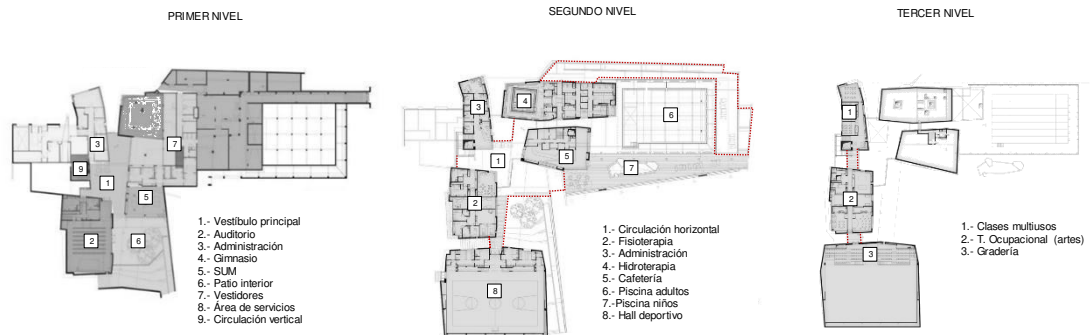 PRIMER NIVEL
3
7
9
1
5
2
6
1.- Vestíbulo principal
2.- Auditorio
3.- Administración
4.- Gimnasio
5.- SUM
6.- Patio interior
7.- Vestidores
8.- Área de servicios
9.- Circulación vertical
SEGUNDO NIVEL
3
4
6
1
5
7
2
8
1.- Circulación horizontal
2.- Fisioterapia
3.- Administración
4.- Hidroterapia
5.- Cafetería
6.- Piscina adultos
7.-Piscina niños
8.- Hall deportivo
TERCER NIVEL
1
2
3
1.- Clases multiusos
2.- T. Ocupacional (artes)
3.- Gradería